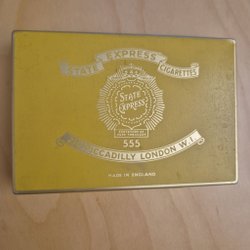 STATE EXPRESS CIGARETTES
STATE
EXPRESS
555
PICCADILLY LONDON W.1.
MADE IN ENGLAND